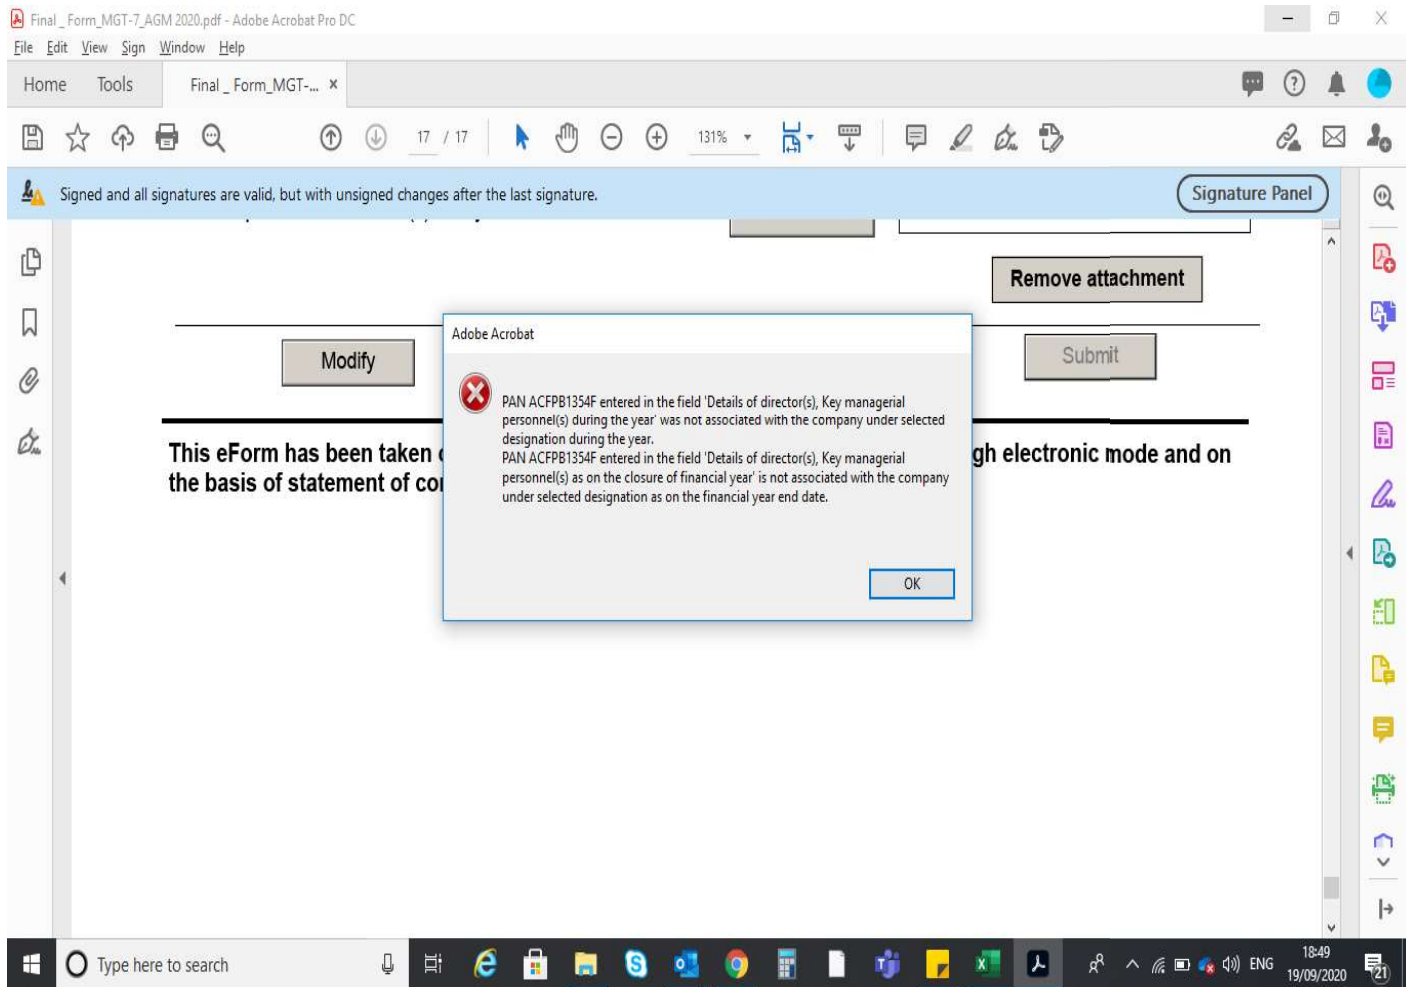 Final _ Form_MGT-7_AGM 2020.pdf - Adobe Acrobat Pro DC
File Edit View Sign Window Help
Home Tools Final _ Form_MGT-... ×
17 / 17 131%
Signed and all signatures are valid, but with unsigned changes after the last signature.
Signature Panel
Remove attachment
Adobe Acrobat
Modify
Submit
PAN ACFPB1354F entered in the field 'Details of director(s), Key managerial
personnel(s) during the year' was not associated with the company under selected
designation during the year.
PAN ACFPB1354F entered in the field 'Details of director(s), Key managerial
personnel(s) as on the closure of financial year' is not associated with the company
under selected designation as on the financial year end date.
OK
This eForm has been taken
gh electronic mode and on
the basis of statement of
Type here to search
ENG
18:49
19/09/2020
21